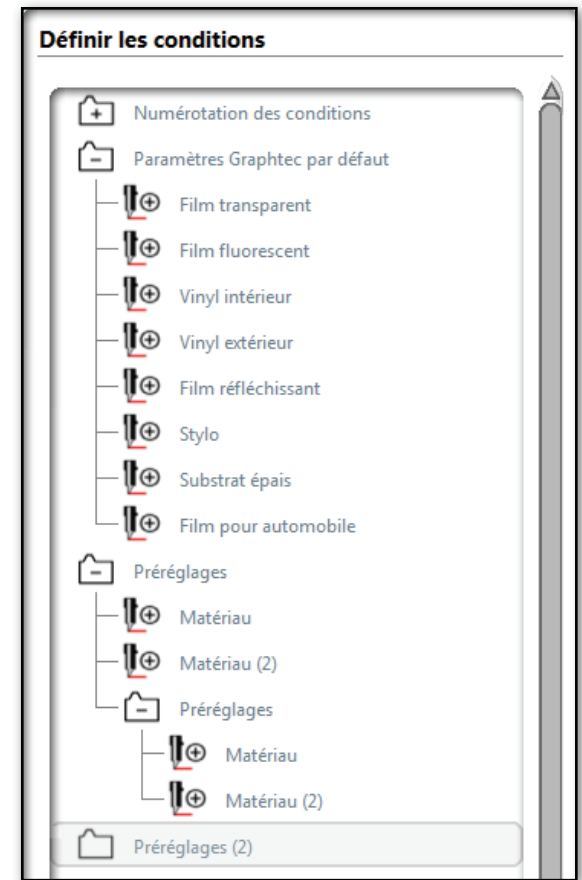 Définir les conditions
Numérotation des conditions
Paramètres Graphtec par défaut
Film transparent
Film fluorescent
Vinyl intérieur
Vinyl extérieur
Film réfléchissant
Stylo
Substrat épais
Film pour automobile
Préréglages
Matériau
Matériau (2)
Préréglages
Matériau
Matériau (2)
Préréglages (2)